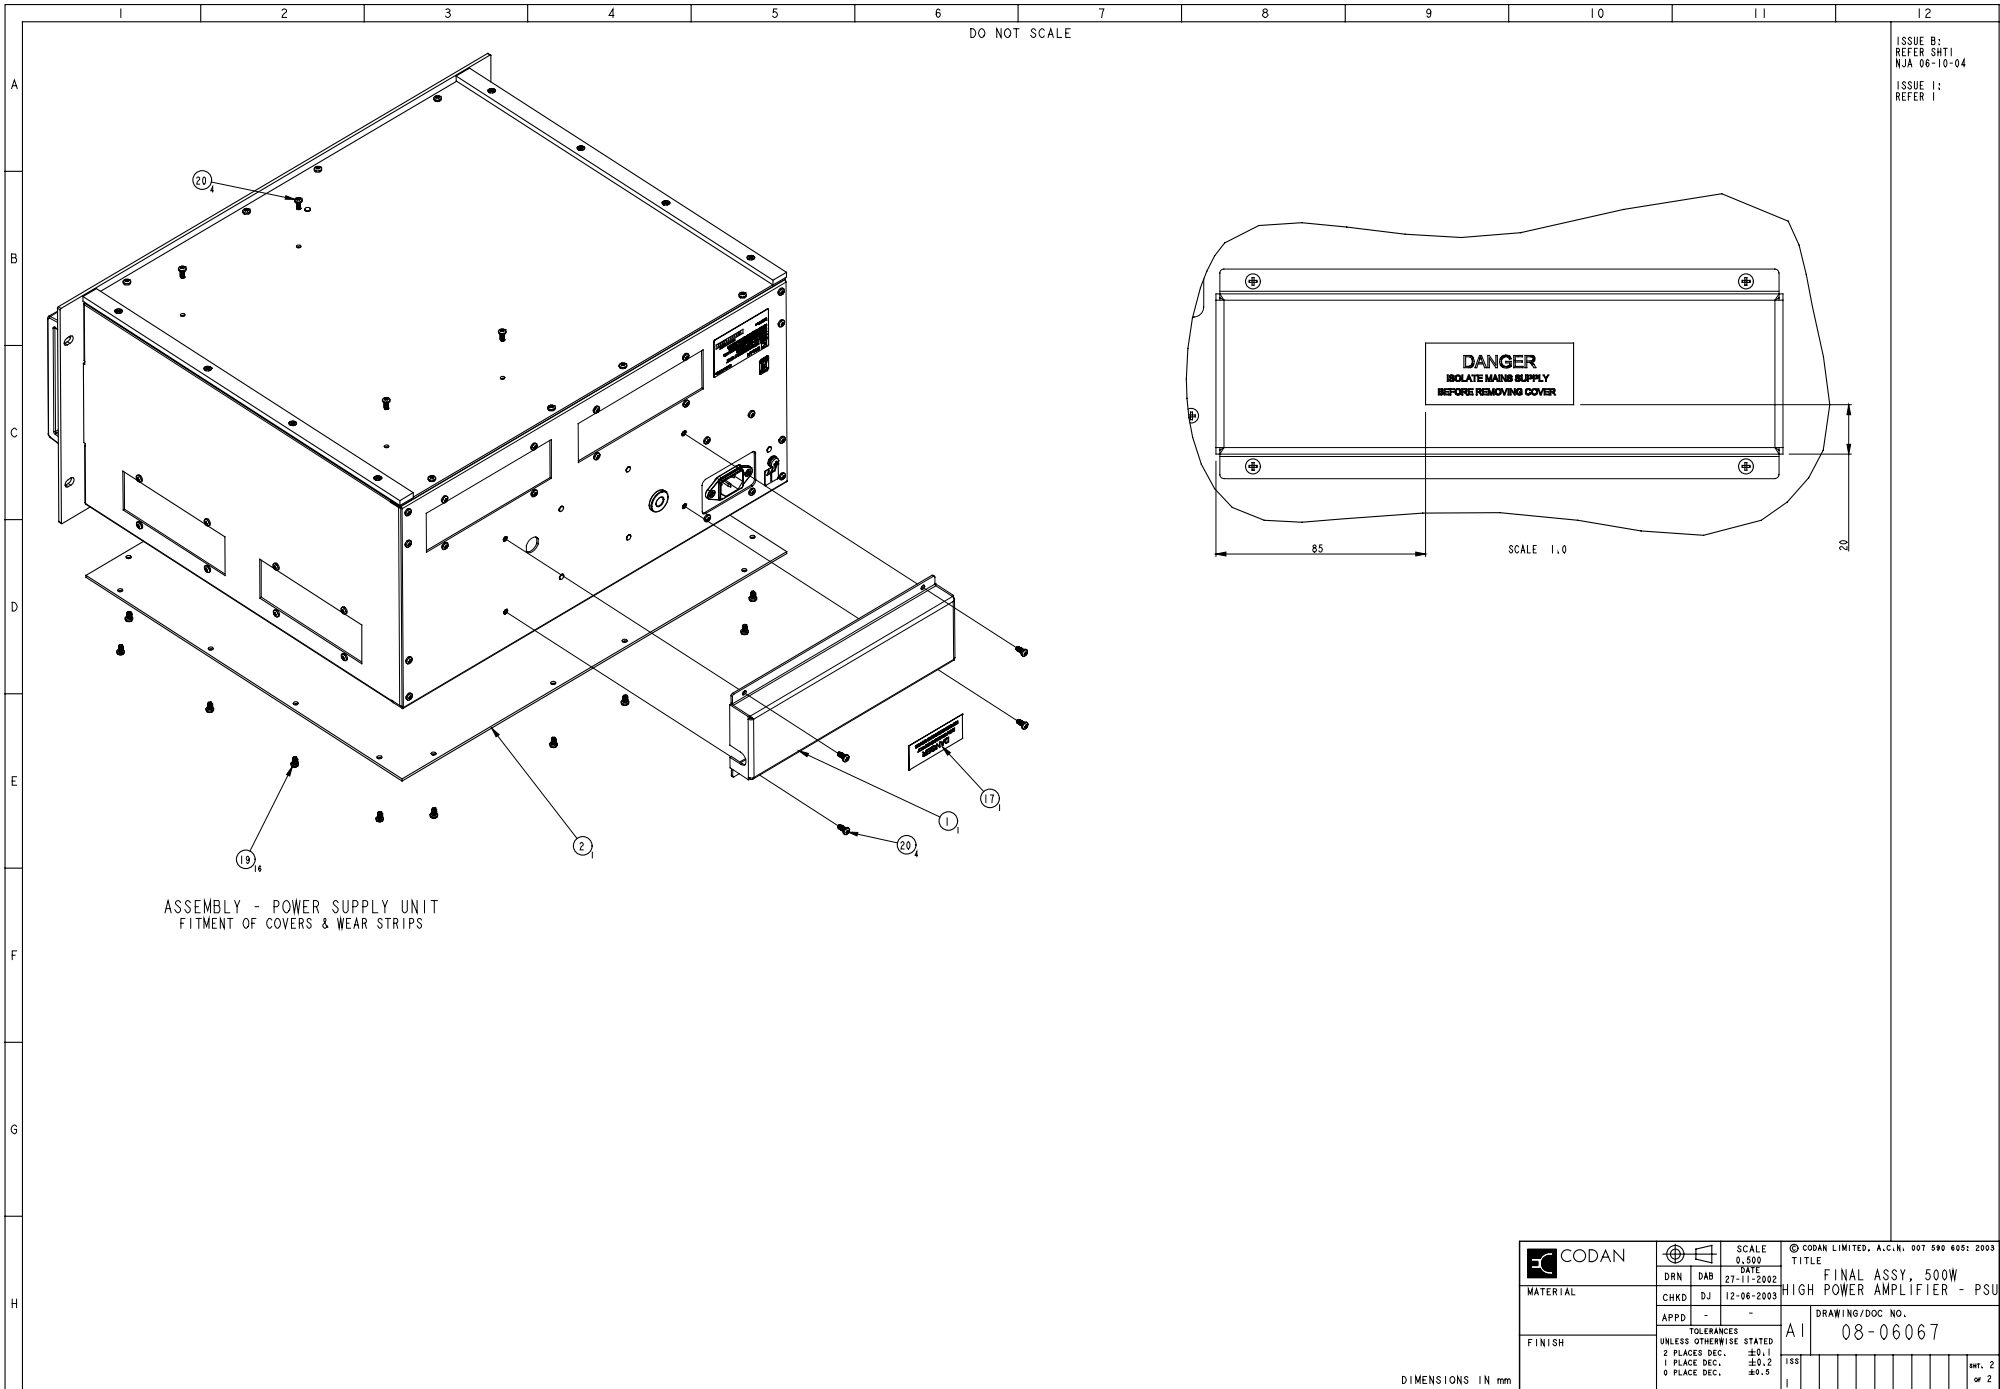 1 2 3 4 5 6 7 8 9 10 11 12
DO NOT SCALE
ISSUE B:
REFER SHT1
NJA 06-10-04
ISSUE 1:
REFER 1
A
B
C
D
E
F
G
H
20 4
DANGER
ISOLATE MAINS SUPPLY
BEFORE REMOVING COVER
85
SCALE 1.0
20
19 16
2 1
20 4
1 1
17 1
DANGER
ASSEMBLY - POWER SUPPLY UNIT
FITMENT OF COVERS & WEAR STRIPS
DIMENSIONS IN mm
CODAN
MATERIAL
FINISH
SCALE
0.500
DRN DAB DATE 27-11-2002
CHKD DJ 12-06-2003
APPD - -
TOLERANCES
UNLESS OTHERWISE STATED
2 PLACES DEC. ±0.1
1 PLACE DEC. ±0.2
0 PLACE DEC. ±0.5
© CODAN LIMITED, A.C.N. 007 590 605: 2003
TITLE
FINAL ASSY, 500W
HIGH POWER AMPLIFIER - PSU
A1
DRAWING/DOC NO.
08-06067
ISS
1
SHT. 2
OF 2